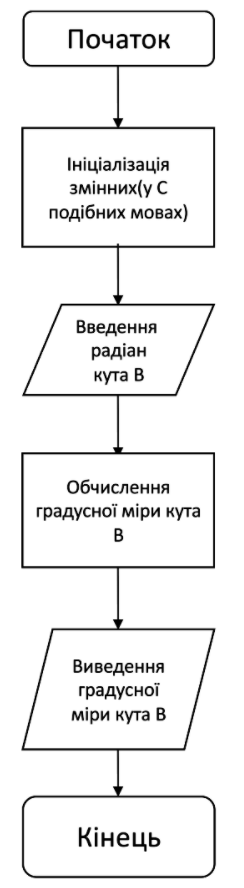 Початок
Ініціалізація
змінних(у С
подібних мовах)
Введення
радіан
кута В
Обчислення
градусної міри кута
В
Виведення
градусної
міри кута В
Кінець